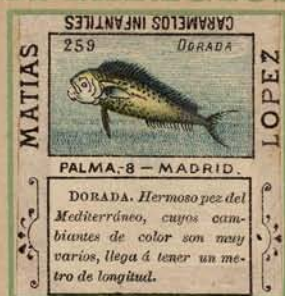 CARAMELOS INFANTILES
259 DORADA
MATIAS
LOPEZ
PALMA,-8 – MADRID.
DORADA. Hermoso pez del
Mediterráneo, cuyos cam-
biantes de color son muy
varios, llega á tener un me-
tro de longitud.